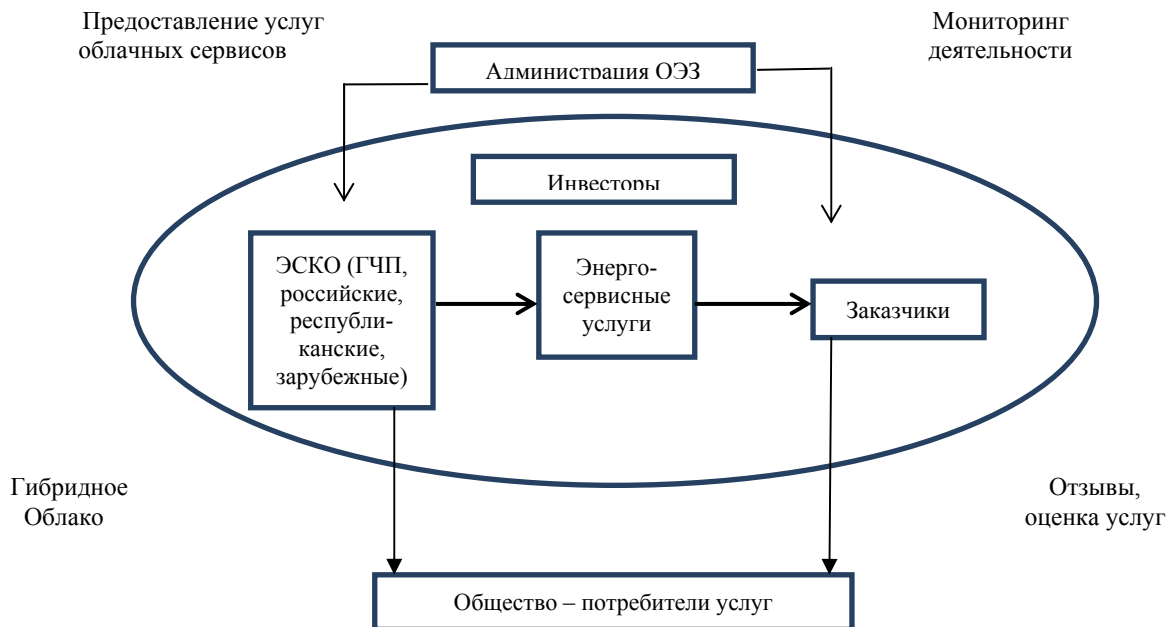 Предоставление услуг
облачных сервисов
Мониторинг
деятельности
Администрация ОЭЗ
Инвесторы
ЭСКО (ГЧП,
российские,
республи-
канские,
зарубежные)
Энерго-
сервисные
услуги
Заказчики
Гибридное
Облако
Отзывы,
оценка услуг
Общество – потребители услуг